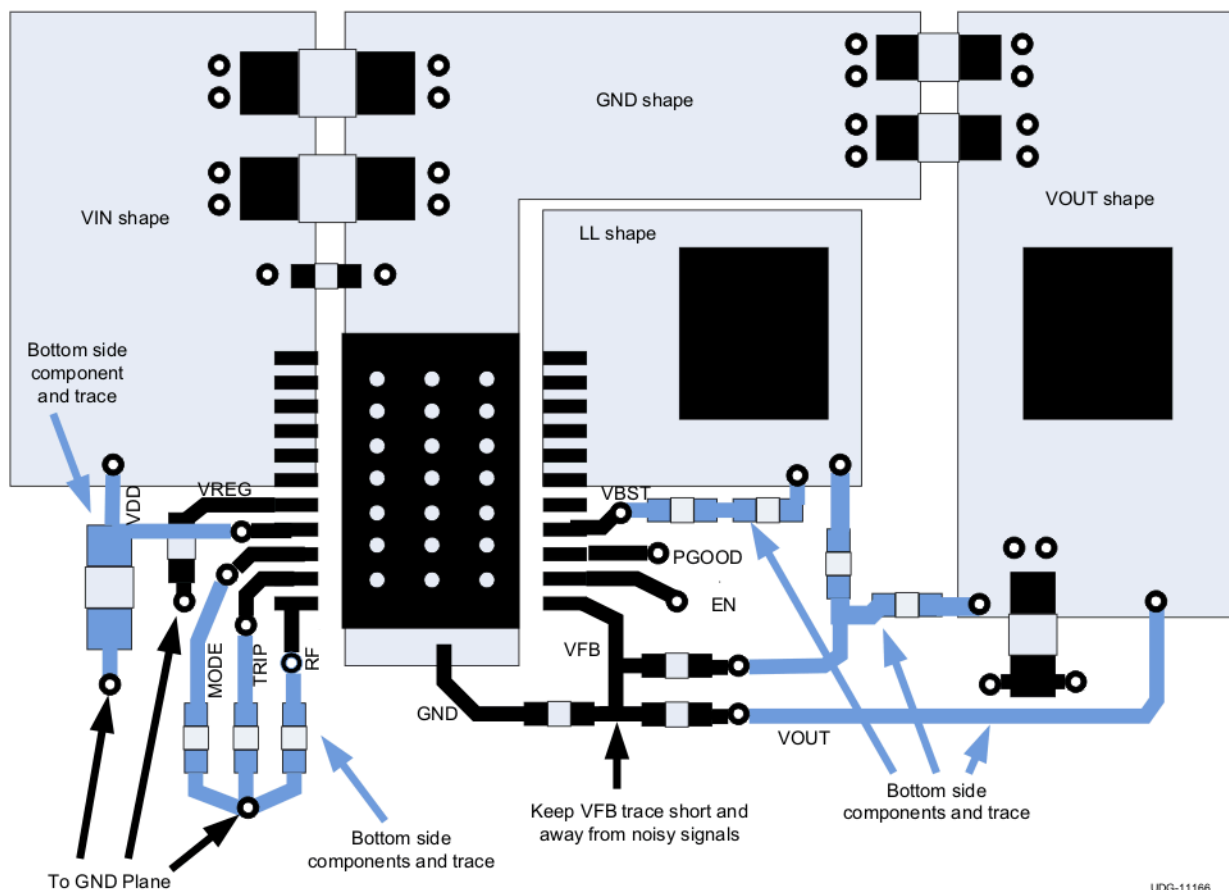 GND shape
VIN shape
VOUT shape
LL shape
Bottom side
component
and trace
VDD
VREG
VBST
PGOOD
EN
VFB
MODE
TRIP
RF
GND
VOUT
Keep VFB trace short and
away from noisy signals
Bottom side
components and trace
Bottom side
components and trace
To GND Plane
UDG-11166